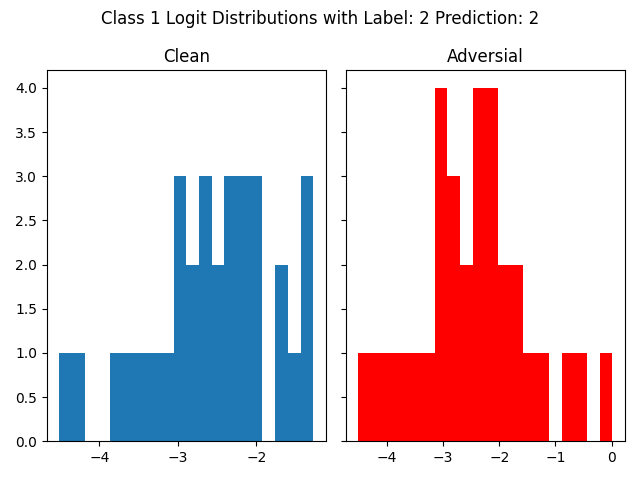 Class 1 Logit Distributions with Label: 2 Prediction: 2
Clean
Adversial
4.0
3.5
3.0
2.5
2.0
1.5
1.0
0.5
0.0
−4 −3 −2
−4 −3 −2 −1 0